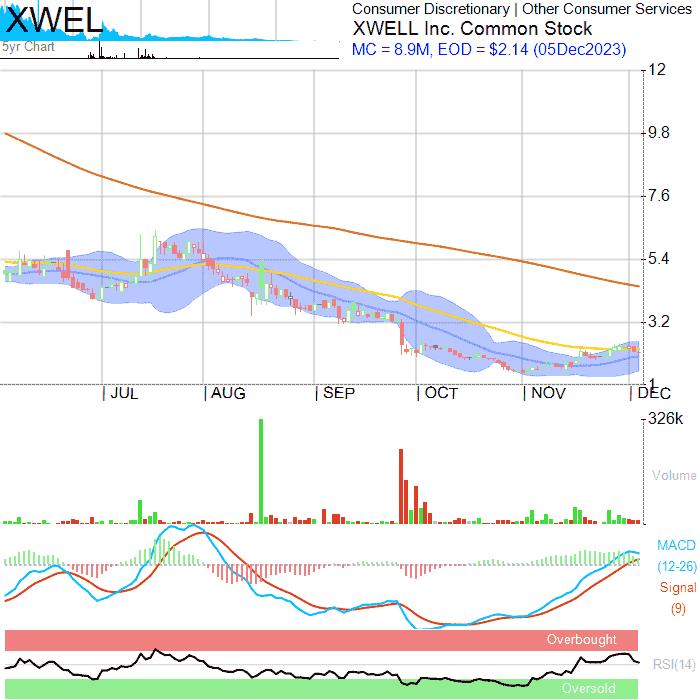 XWEL
5yr Chart
Consumer Discretionary | Other Consumer Services
XWELL Inc. Common Stock
MC = 8.9M, EOD = $2.14 (05Dec2023)
12
9.8
7.6
5.4
3.2
1
JUL
AUG
SEP
OCT
NOV
DEC
326k
Volume
MACD
(12-26)
Signal
(9)
Overbought
RSI(14)
Oversold